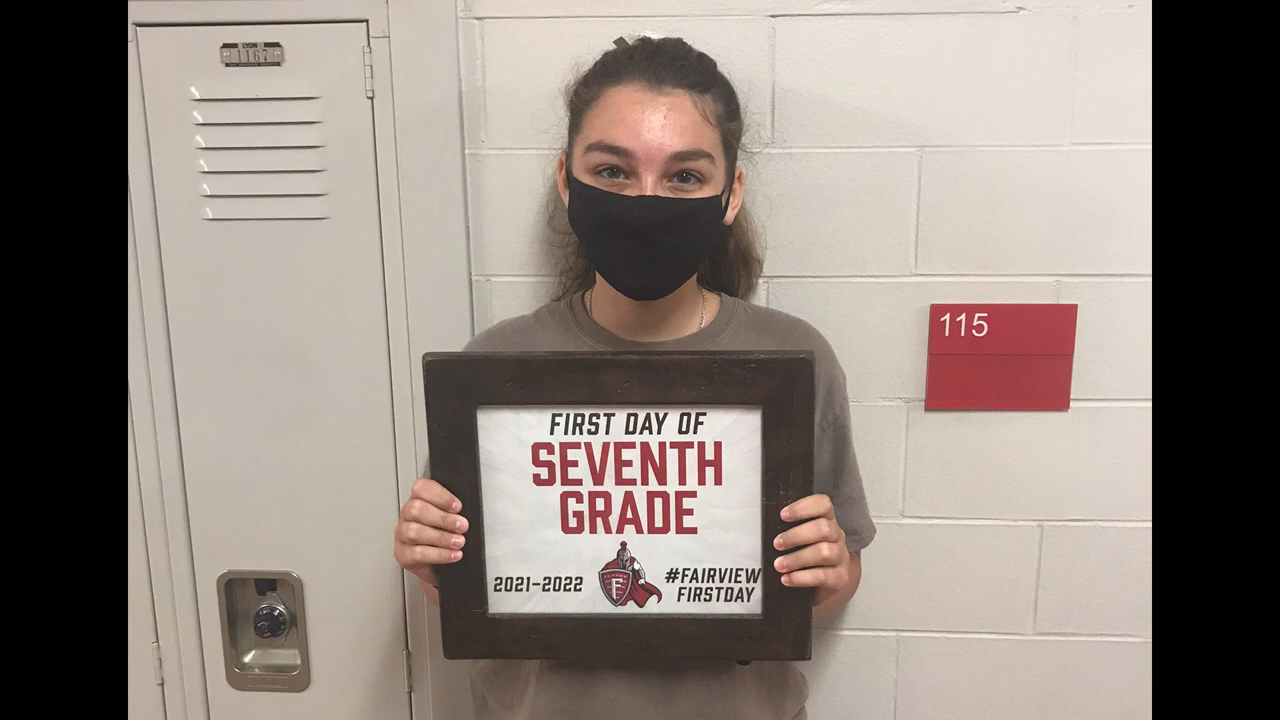 1167
115
FIRST DAY OF
SEVENTH
GRADE
2021-2022
F
#FAIRVIEW
FIRSTDAY